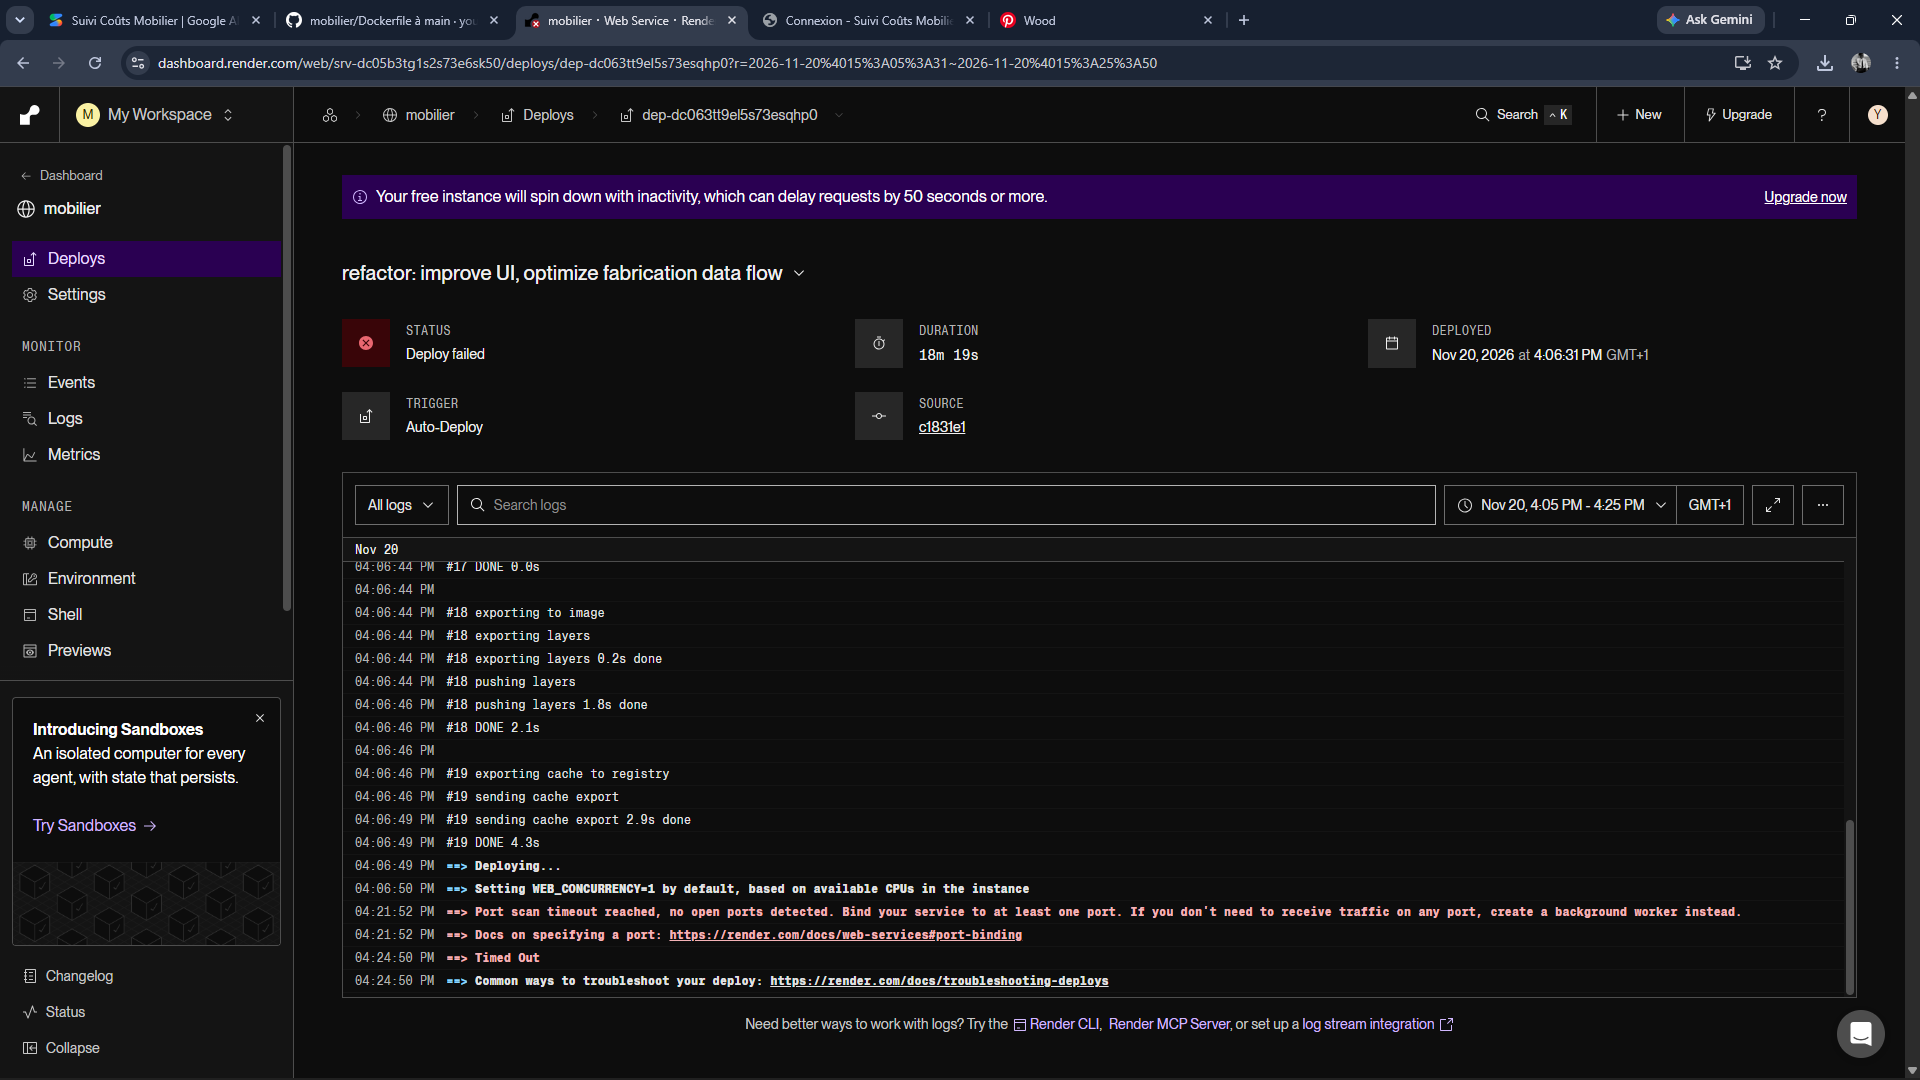 Suivi Coûts Mobilier | Google A
mobilier/Dockerfile à main · you
mobilier · Web Service · Rende
Connexion - Suivi Coûts Mobilie
Wood
Ask Gemini
dashboard.render.com/web/srv-dc05b3tg1s2s73e6sk50/deploys/dep-dc063tt9el5s73esqhp0?r=2026-11-20%4015%3A05%3A31~2026-11-20%4015%3A25%3A50
M My Workspace
mobilier
Deploys
dep-dc063tt9el5s73esqhp0
Search
K
New
Upgrade
?
Y
Dashboard
mobilier
Deploys
Settings
MONITOR
Events
Logs
Metrics
MANAGE
Compute
Environment
Shell
Previews
Introducing Sandboxes
An isolated computer for every
agent, with state that persists.
Try Sandboxes →
Changelog
Status
Collapse
Your free instance will spin down with inactivity, which can delay requests by 50 seconds or more.
Upgrade now
refactor: improve UI, optimize fabrication data flow
STATUS
Deploy failed
DURATION
18m 19s
DEPLOYED
Nov 20, 2026 at 4:06:31 PM GMT+1
TRIGGER
Auto-Deploy
SOURCE
c1831e1
All logs
Search logs
Nov 20, 4:05 PM - 4:25 PM
GMT+1
Nov 20
04:06:44 PM #17 DONE 0.0s
04:06:44 PM
04:06:44 PM #18 exporting to image
04:06:44 PM #18 exporting layers
04:06:44 PM #18 exporting layers 0.2s done
04:06:44 PM #18 pushing layers
04:06:46 PM #18 pushing layers 1.8s done
04:06:46 PM #18 DONE 2.1s
04:06:46 PM
04:06:46 PM #19 exporting cache to registry
04:06:46 PM #19 sending cache export
04:06:49 PM #19 sending cache export 2.9s done
04:06:49 PM #19 DONE 4.3s
04:06:49 PM ==> Deploying...
04:06:50 PM ==> Setting WEB_CONCURRENCY=1 by default, based on available CPUs in the instance
04:21:52 PM ==> Port scan timeout reached, no open ports detected. Bind your service to at least one port. If you don't need to receive traffic on any port, create a background worker instead.
04:21:52 PM ==> Docs on specifying a port: https://render.com/docs/web-services#port-binding
04:24:50 PM ==> Timed Out
04:24:50 PM ==> Common ways to troubleshoot your deploy: https://render.com/docs/troubleshooting-deploys
Need better ways to work with logs? Try the Render CLI, Render MCP Server, or set up a log stream integration